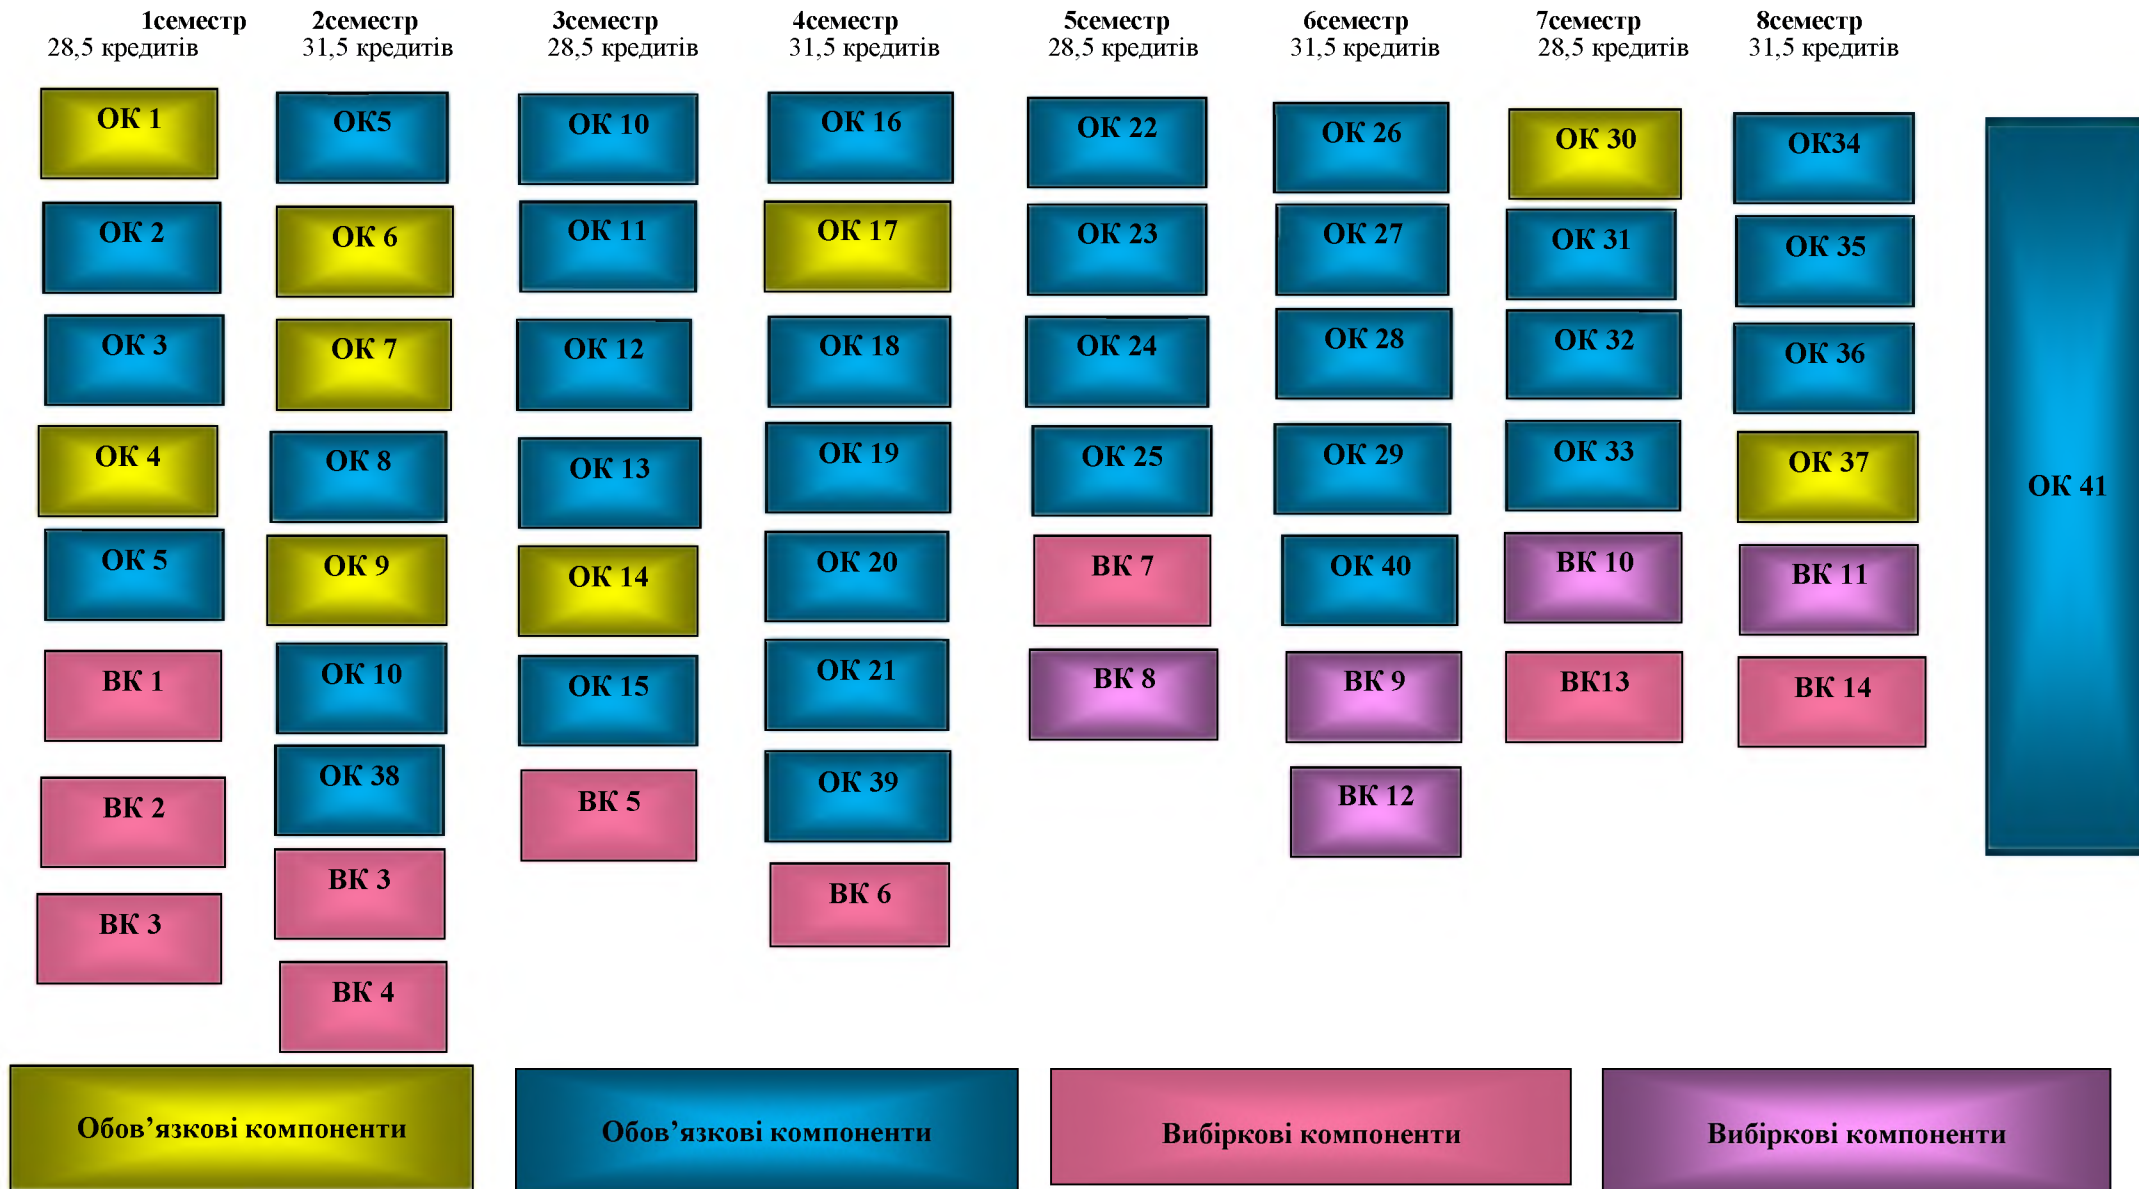 1семестр
28,5 кредитів
2семестр
31,5 кредитів
3семестр
28,5 кредитів
4семестр
31,5 кредитів
5семестр
28,5 кредитів
6семестр
31,5 кредитів
7семестр
28,5 кредитів
8семестр
31,5 кредитів
ОК 1
ОК 2
ОК 3
ОК 4
ОК 5
ВК 1
ВК 2
ВК 3
ОК5
ОК 6
ОК 7
ОК 8
ОК 9
ОК 10
ОК 38
ВК 3
ВК 4
ОК 10
ОК 11
ОК 12
ОК 13
ОК 14
ОК 15
ВК 5
ОК 16
ОК 17
ОК 18
ОК 19
ОК 20
ОК 21
ОК 39
ВК 6
ОК 22
ОК 23
ОК 24
ОК 25
ВК 7
ВК 8
ОК 26
ОК 27
ОК 28
ОК 29
ОК 40
ВК 9
ВК 12
ОК 30
ОК 31
ОК 32
ОК 33
ВК 10
ВК13
ОК34
ОК 35
ОК 36
ОК 37
ВК 11
ВК 14
ОК 41
Обов’язкові компоненти
Обов’язкові компоненти
Вибіркові компоненти
Вибіркові компоненти